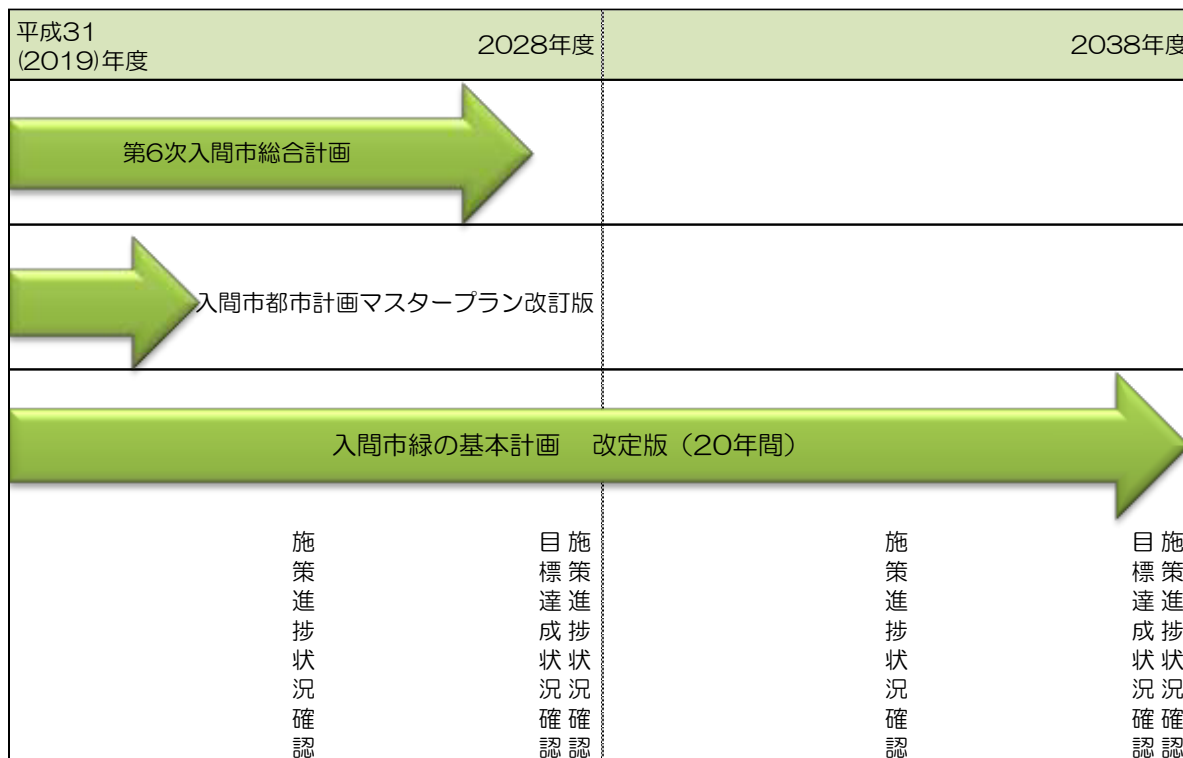 平成31
(2019)年度
2028年度
2038年度
第6次入間市総合計画
入間市都市計画マスタープラン改訂版
入間市緑の基本計画　改定版（20年間）
施策進捗状況確認
施策進捗状況確認
目標達成状況確認
施策進捗状況確認
施策進捗状況確認
目標達成状況確認